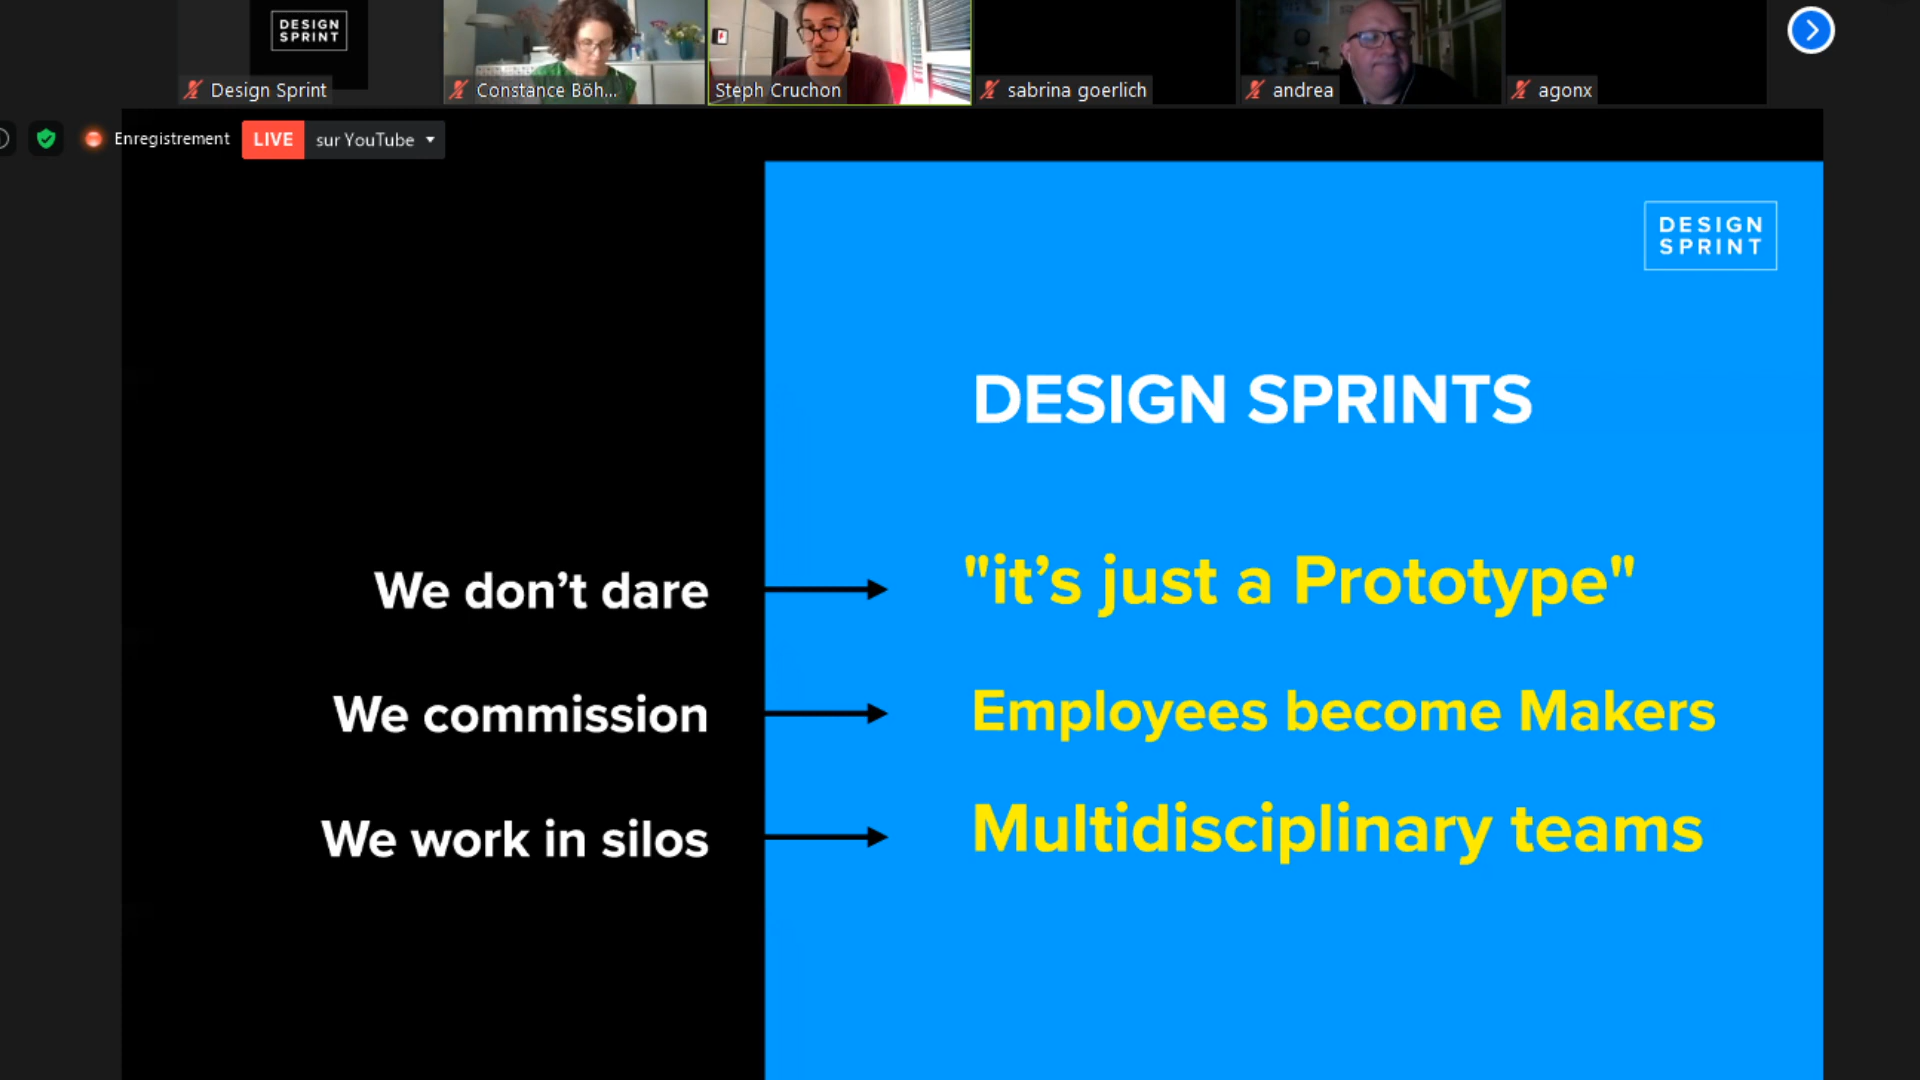 DESIGN
SPRINT
Design Sprint
Constance Böh...
Steph Cruchon
sabrina goerlich
andrea
agonx
Enregistrement
LIVE
sur YouTube
DESIGN
SPRINT
DESIGN SPRINTS
We don’t dare
"it’s just a Prototype"
We commission
Employees become Makers
We work in silos
Multidisciplinary teams